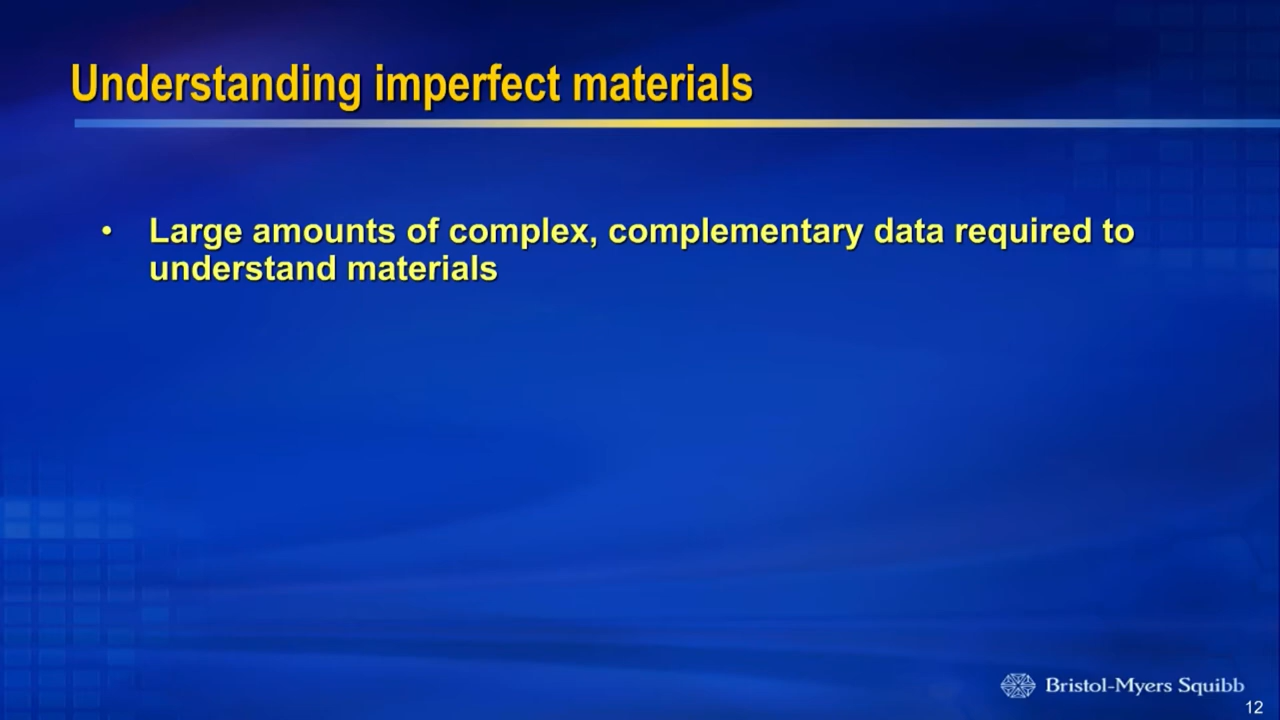 Understanding imperfect materials
• Large amounts of complex, complementary data required to
understand materials
Bristol-Myers Squibb
12